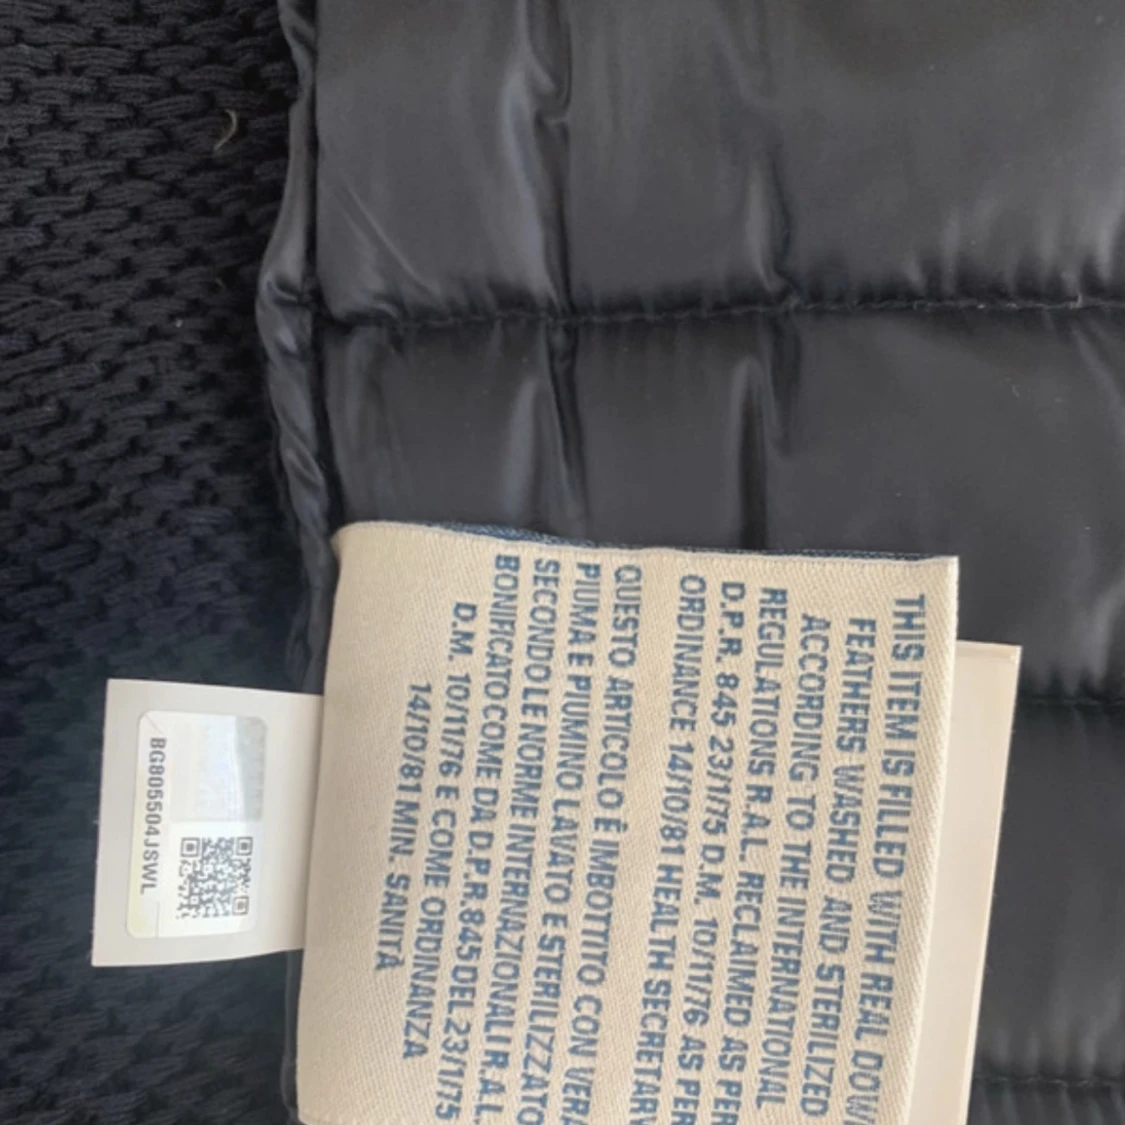 THIS ITEM IS FILLED WITH REAL DOWN
FEATHERS WASHED AND STERILIZED
ACCORDING TO THE INTERNATIONAL
REGULATIONS R.A.L. RECLAIMED AS PER
D.P.R. 845 23/1/75 D.M. 10/11/76 AS PER
ORDINANCE 14/10/81 HEALTH SECRETARY
QUESTO ARTICOLO É IMBOTTITO CON VERA
PIUMA E PIUMINO LAVATO E STERILIZZATO
SECONDO LE NORME INTERNAZIONALI R.A.L.
BONIFICATO COME DA D.P.R. 845 DEL 23/1/75
D.M. 10/11/76 E COME ORDINANZA
14/10/81 MIN. SANITÀ
BG805504JSWL